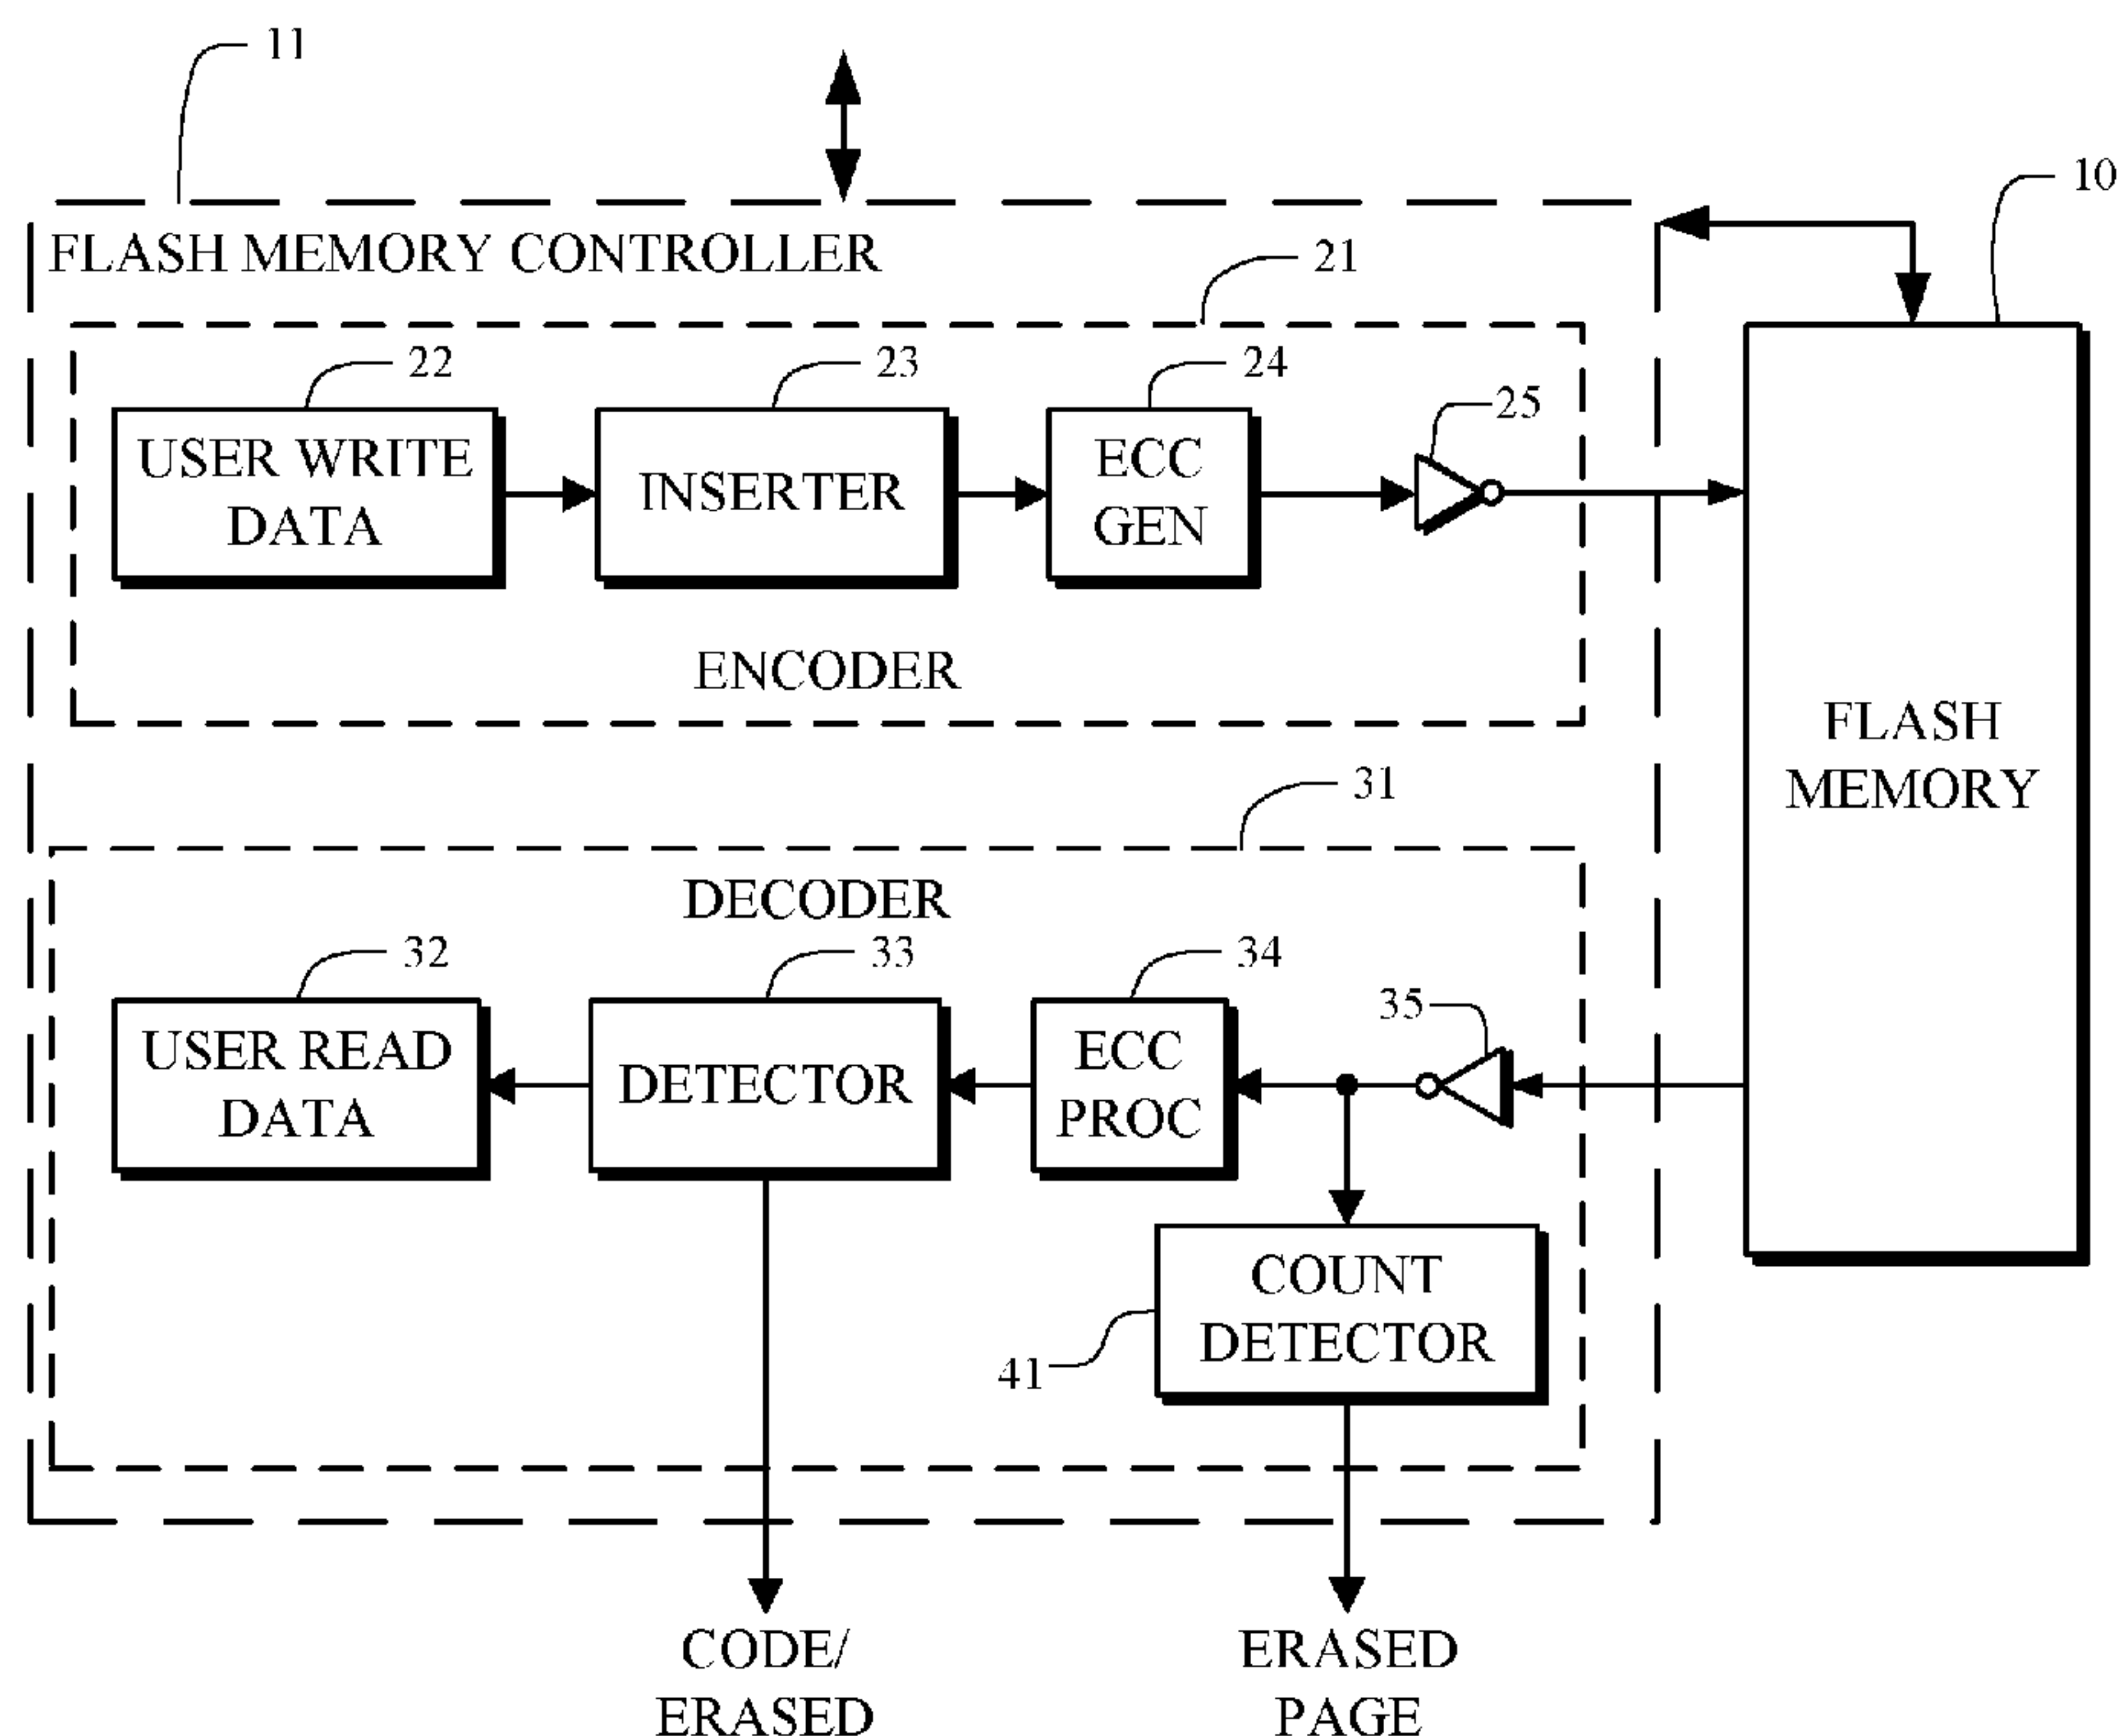 11
10
FLASH MEMORY CONTROLLER
21
22
23
24
25
USER WRITE
DATA
INSERTER
ECC
GEN
ENCODER
FLASH
MEMORY
31
DECODER
32
33
34
35
USER READ
DATA
DETECTOR
ECC
PROC
COUNT
DETECTOR
41
CODE/
ERASED
ERASED
PAGE